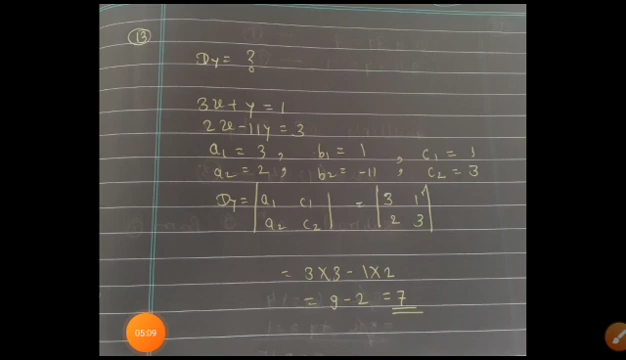 13
Dy = ?
3x + y = 1
2x - 11y = 3
a1 = 3, b1 = 1, c1 = 1
a2 = 2, b2 = -11, c2 = 3
Dy = | a1 c1 | = | 3 1 |
| a2 c2 | | 2 3 |
= 3 × 3 - 1 × 2
= 9 - 2 = 7
05:09